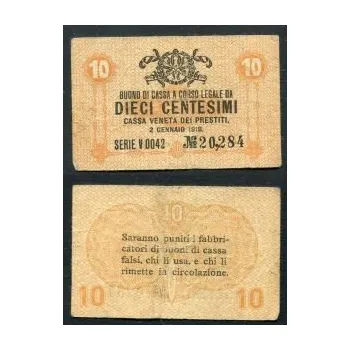 10 10
BUONO DI CASSA A CORSO LEGALE DA
DIECI CENTESIMI
CASSA VENETA DEI PRESTITI,
2 GENNAIO 1918.
SERIE V 0042 № 20,284
10
Saranno puniti i fabbri-
catori di buoni di cassa
falsi, chi li usa, e chi li
rimette in circolazione.
10 10